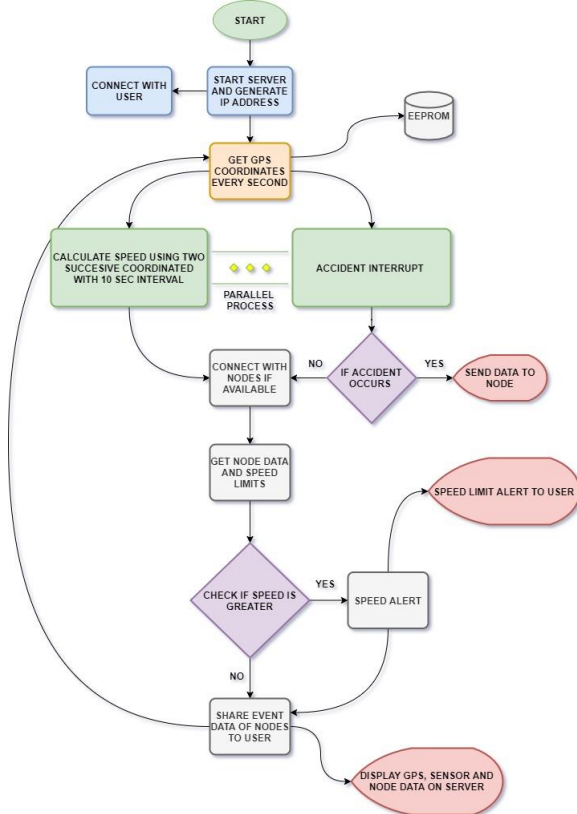 START
CONNECT WITH
USER
START SERVER
AND GENERATE
IP ADDRESS
EEPROM
GET GPS
COORDINATES
EVERY SECOND
CALCULATE SPEED USING TWO
SUCCESIVE COORDINATED
WITH 10 SEC INTERVAL
PARALLEL
PROCESS
ACCIDENT INTERRUPT
CONNECT WITH
NODES IF
AVAILABLE
NO
IF ACCIDENT
OCCURS
YES
SEND DATA TO
NODE
GET NODE DATA
AND SPEED
LIMITS
SPEED LIMIT ALERT TO USER
CHECK IF SPEED IS
GREATER
YES
SPEED ALERT
NO
SHARE EVENT
DATA OF NODES
TO USER
DISPLAY GPS, SENSOR AND
NODE DATA ON SERVER